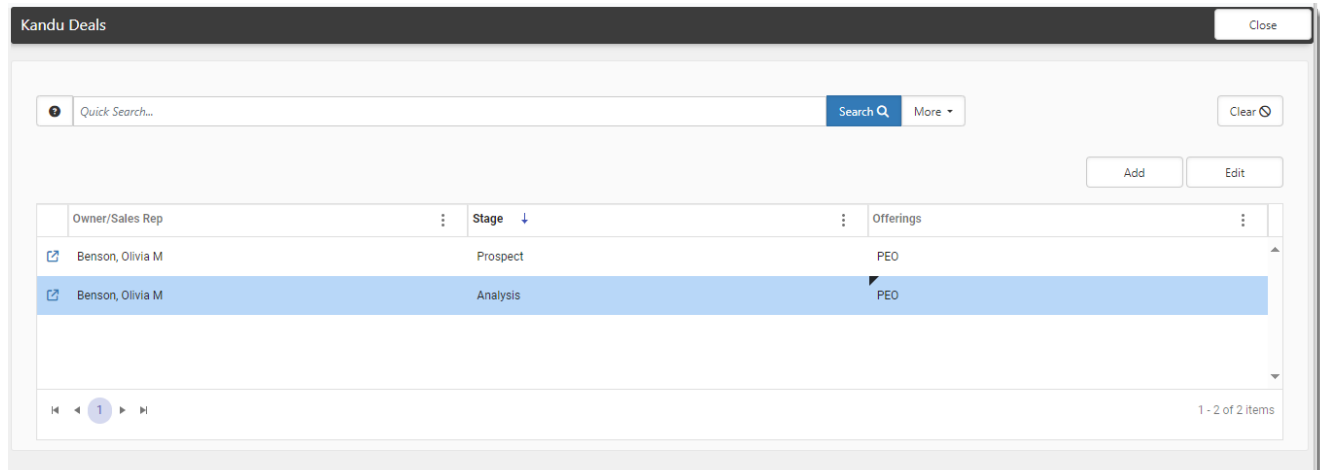 Kandu Deals
Close
Quick Search...
Search
More
Clear
Add
Edit
Owner/Sales Rep
Stage
Offerings
Benson, Olivia M
Prospect
PEO
Benson, Olivia M
Analysis
PEO
1
1 - 2 of 2 items